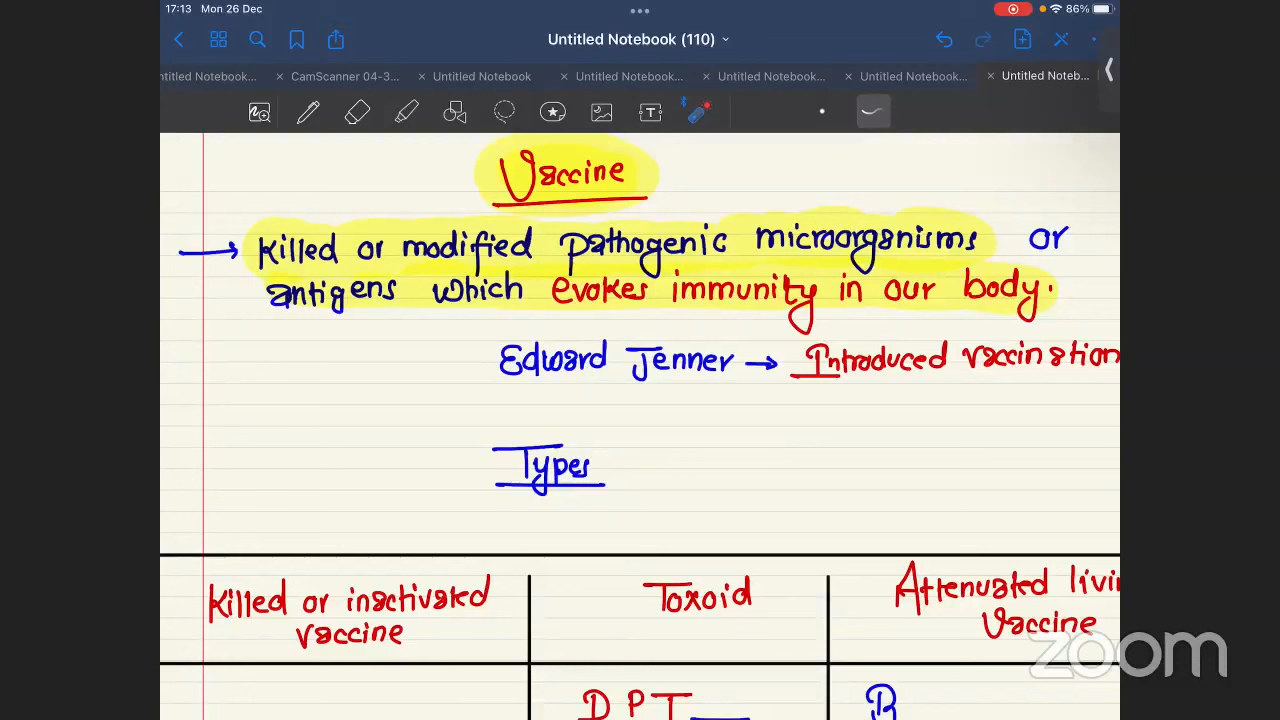 17:13 Mon 26 Dec
86%
Untitled Notebook (110)
ntitled Notebook...
CamScanner 04-3...
Untitled Notebook
Untitled Notebook...
Untitled Notebook...
Untitled Notebook...
Untitled Noteb...
Vaccine
→ Killed or modified pathogenic microorganisms or
antigens which evokes immunity in our body.
Edward Jenner → Introduced vaccination
Types
Killed or inactivated Toxoid Attenuated livi
vaccine Vaccine
D P T B
zoom